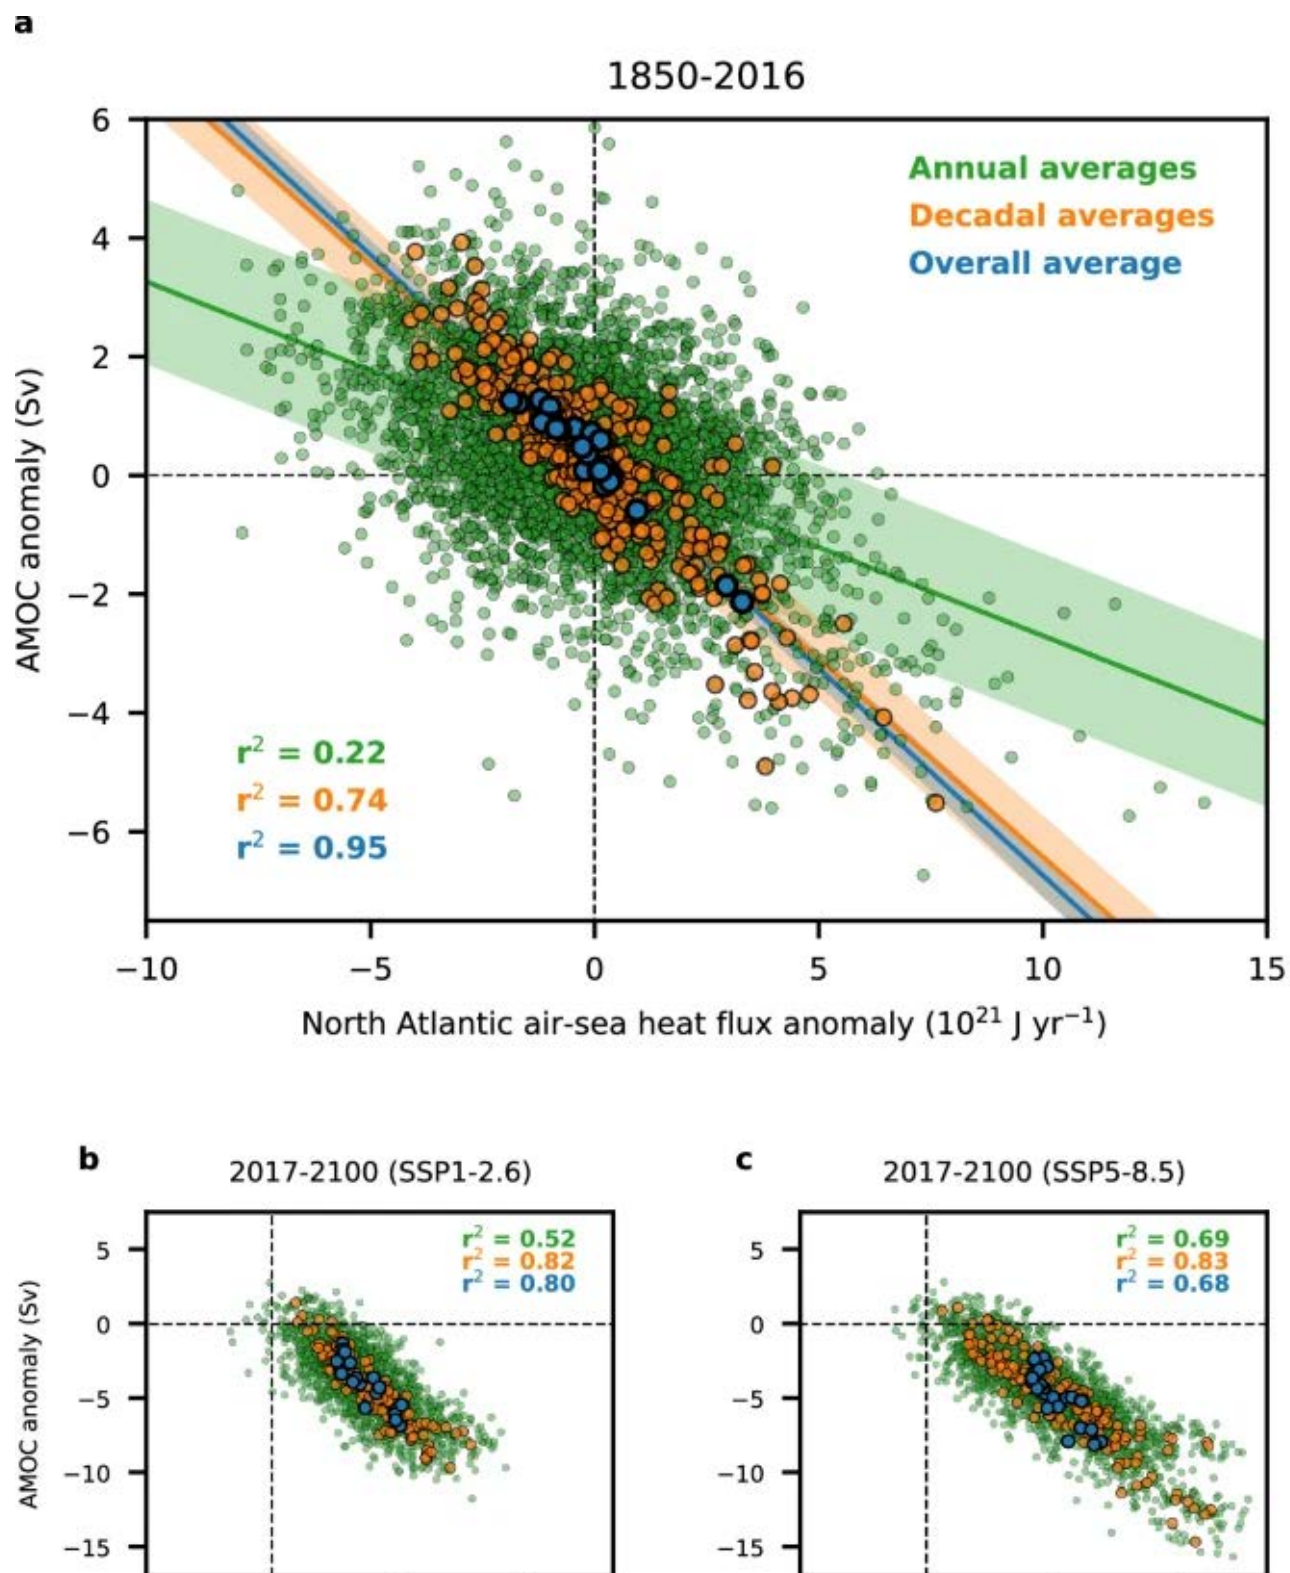 a
1850-2016
6
4
2
0
−2
−4
−6
AMOC anomaly (Sv)
Annual averages
Decadal averages
Overall average
r² = 0.22
r² = 0.74
r² = 0.95
−10 −5 0 5 10 15
North Atlantic air-sea heat flux anomaly (10²¹ J yr⁻¹)
b
2017-2100 (SSP1-2.6)
5
0
−5
−10
−15
AMOC anomaly (Sv)
r² = 0.52
r² = 0.82
r² = 0.80
c
2017-2100 (SSP5-8.5)
5
0
−5
−10
−15
r² = 0.69
r² = 0.83
r² = 0.68